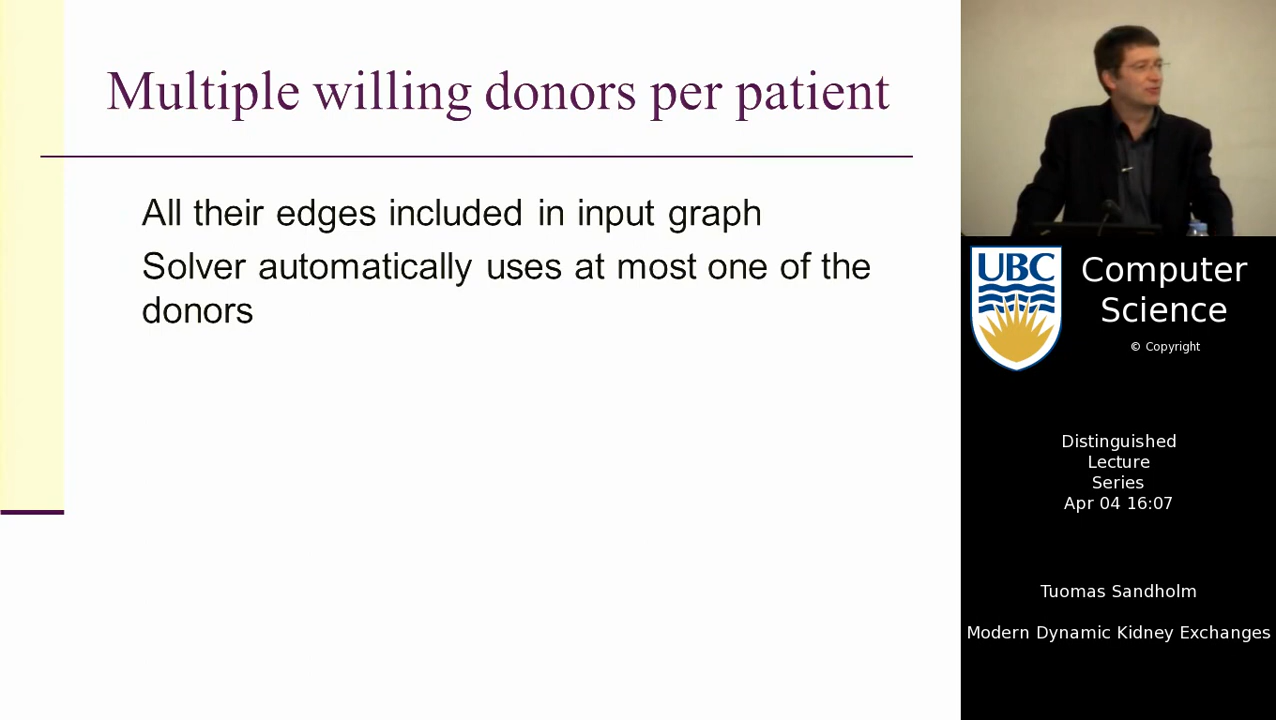 Multiple willing donors per patient
All their edges included in input graph
Solver automatically uses at most one of the
donors
UBC
Computer
Science
© Copyright
Distinguished
Lecture
Series
Apr 04 16:07
Tuomas Sandholm
Modern Dynamic Kidney Exchanges